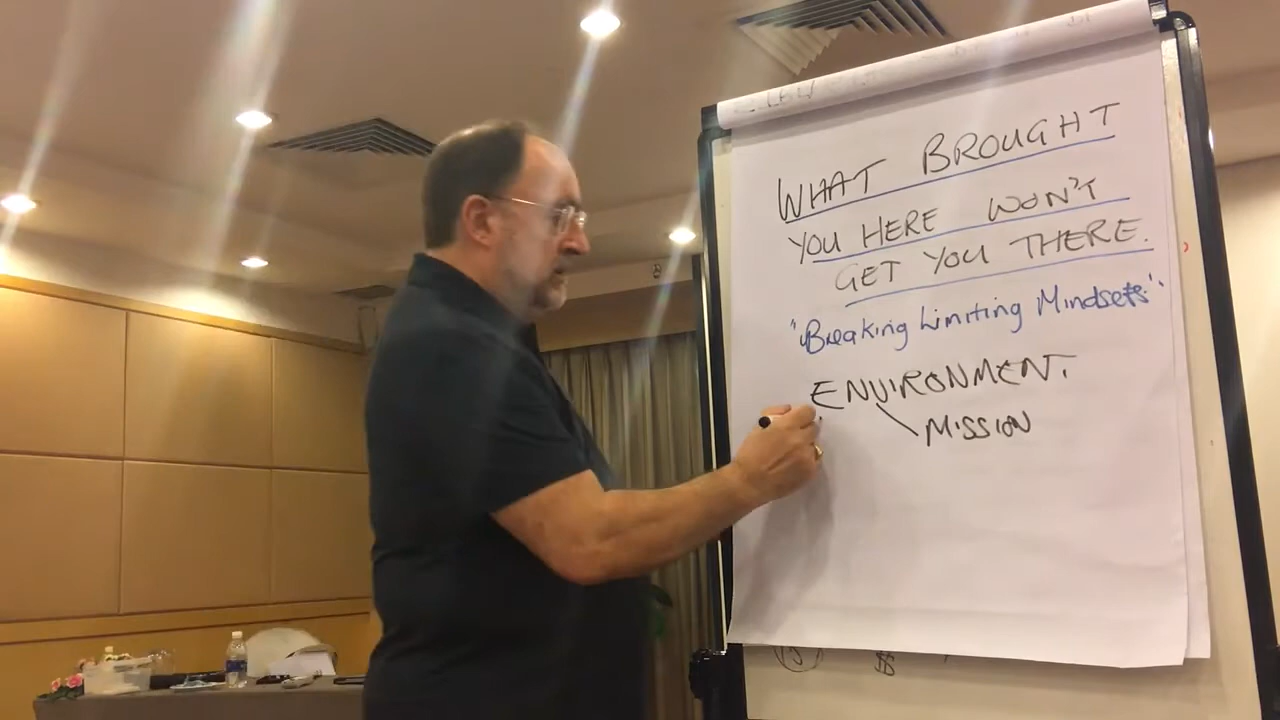 WHAT BROUGHT
YOU HERE WON'T
GET YOU THERE.
"Breaking Limiting Mindsets"
ENVIRONMENT
MISSION
$